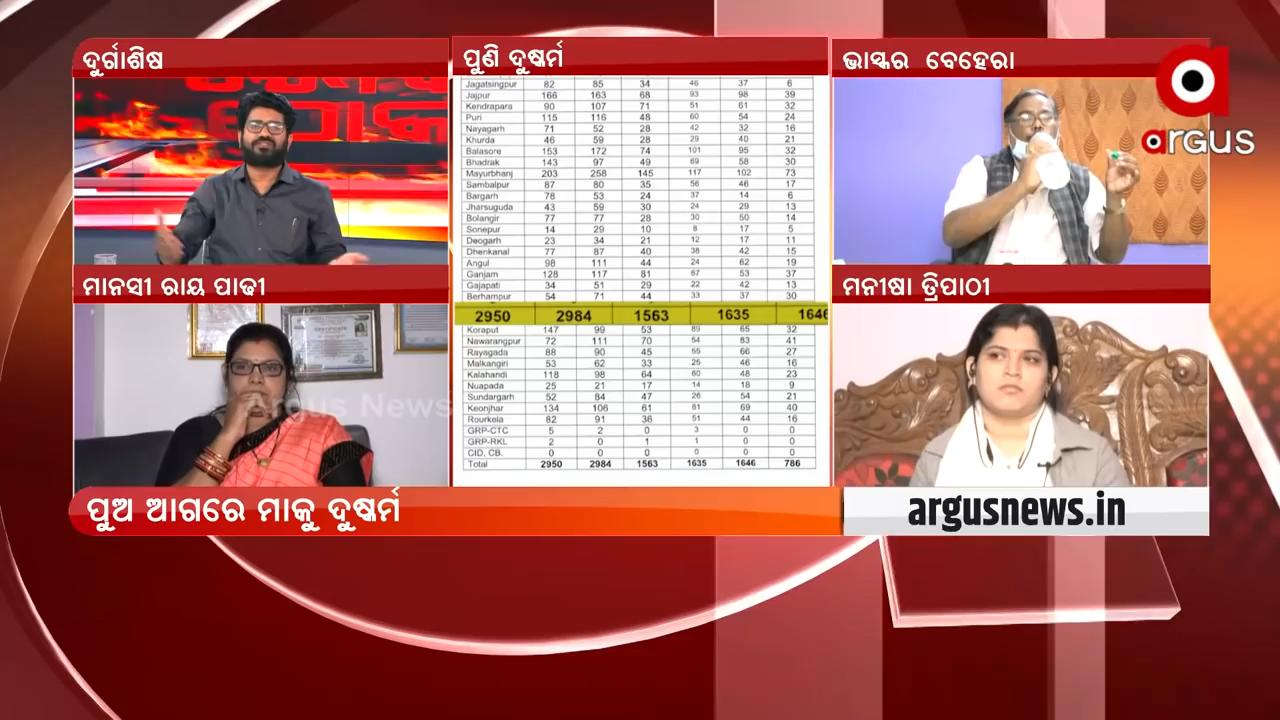 ଦୁର୍ଗାଶିଷ
ପୁଣି ଦୁଷ୍କର୍ମ
ଭାସ୍କର ବେହେରା
argus
Jagatsingpur 82 85 34 46 37 6
Jajpur 166 163 68 93 98 39
Kendrapara 90 107 71 51 61 32
Puri 115 116 48 60 54 24
Nayagarh 71 52 28 42 32 16
Khurda 46 59 28 29 40 21
Balasore 153 172 74 101 95 32
Bhadrak 143 97 49 69 58 30
Mayurbhanj 203 258 145 117 102 73
Sambalpur 87 80 35 56 46 17
Bargarh 78 53 24 37 14 6
Jharsuguda 43 59 30 24 29 13
Bolangir 77 77 28 30 50 14
Sonepur 14 29 10 8 17 5
Deogarh 23 34 21 12 17 11
Dhenkanal 77 87 40 38 42 15
Angul 98 111 44 24 62 19
Ganjam 128 117 81 67 53 37
Gajapati 34 51 29 22 42 13
Berhampur 54 71 44 33 37 30
2950 2984 1563 1635 1646
Koraput 147 99 53 89 65 32
Nawarangpur 72 111 70 54 83 41
Rayagada 88 90 45 55 66 27
Malkangiri 53 62 33 25 46 16
Kalahandi 118 98 64 60 48 23
Nuapada 25 21 17 14 18 9
Sundargarh 52 84 47 26 54 21
Keonjhar 134 106 61 81 69 40
Rourkela 82 91 36 51 44 16
GRP-CTC 5 2 0 3 0 0
GRP-RKL 2 0 1 1 0 0
CID, CB. 0 0 0 0 0 0
Total 2950 2984 1563 1635 1646 786
ମାନସୀ ରାୟ ପାଢୀ
ମନୀଷା ତ୍ରିପାଠୀ
Argus News
ପୁଅ ଆଗରେ ମାକୁ ଦୁଷ୍କର୍ମ
argusnews.in